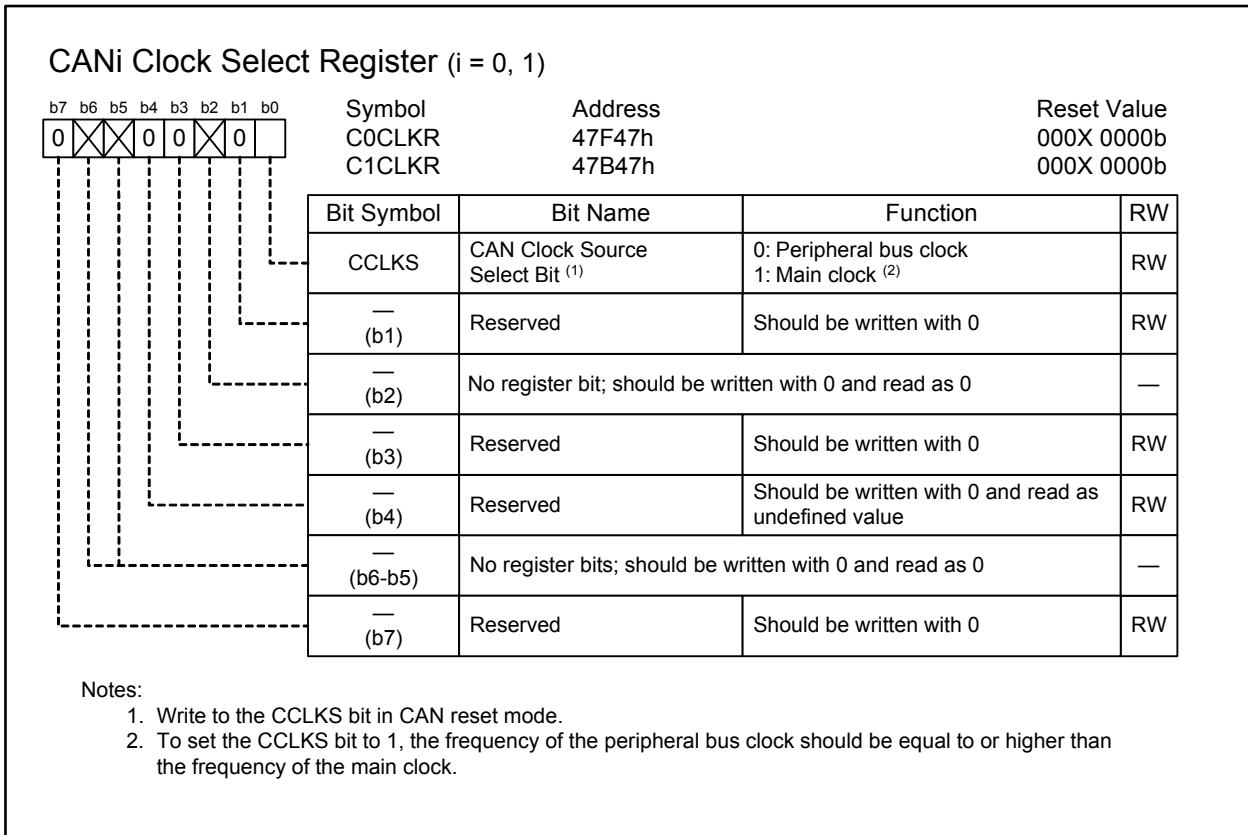 CANi Clock Select Register (i = 0, 1)
b7 b6 b5 b4 b3 b2 b1 b0
0 0 0 0
Symbol Address Reset Value
C0CLKR 47F47h 000X 0000b
C1CLKR 47B47h 000X 0000b
Bit Symbol Bit Name Function RW
CCLKS CAN Clock Source Select Bit (1) 0: Peripheral bus clock 1: Main clock (2) RW
— (b1) Reserved Should be written with 0 RW
— (b2) No register bit; should be written with 0 and read as 0 —
— (b3) Reserved Should be written with 0 RW
— (b4) Reserved Should be written with 0 and read as undefined value RW
— (b6-b5) No register bits; should be written with 0 and read as 0 —
— (b7) Reserved Should be written with 0 RW
Notes:
1. Write to the CCLKS bit in CAN reset mode.
2. To set the CCLKS bit to 1, the frequency of the peripheral bus clock should be equal to or higher than
the frequency of the main clock.